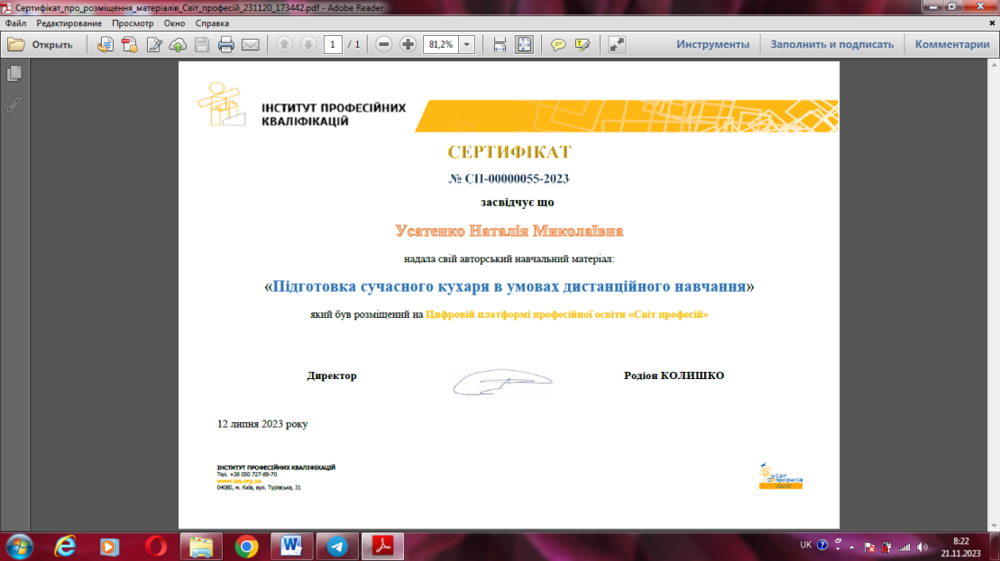 Сертифікат_про_розміщення_матеріалів_Світ_професій_231120_173442.pdf - Adobe Reader
Файл Редактирование Просмотр Окно Справка
Открыть 1 / 1 81,2% Инструменты Заполнить и подписать Комментарии
ІНСТИТУТ ПРОФЕСІЙНИХ
КВАЛІФІКАЦІЙ
СЕРТИФІКАТ
№ СП-00000055-2023
засвідчує що
Усатенко Наталія Миколаївна
надала свій авторський навчальний матеріал:
«Підготовка сучасного кухаря в умовах дистанційного навчання»
який був розміщений на Цифровій платформі професійної освіти «Світ професій»
Директор Родіон КОЛИШКО
12 липня 2023 року
ІНСТИТУТ ПРОФЕСІЙНИХ КВАЛІФІКАЦІЙ
Тел. +38 050 727-89-70
www.ipq.org.ua
04080, м. Київ, вул. Турівська, 31
Світ
професій
UK 8:22
21.11.2023